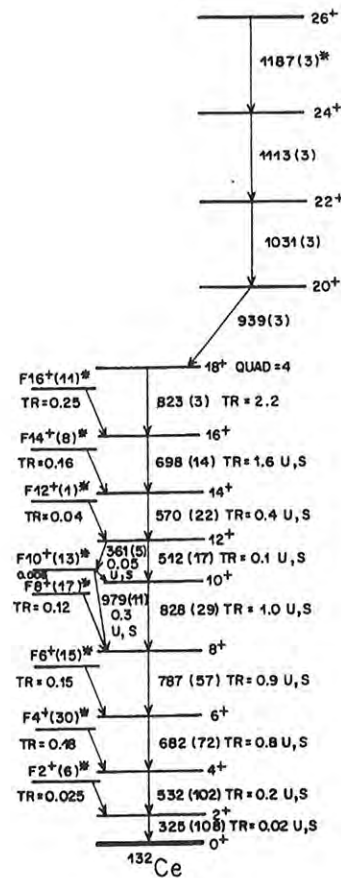 26+
1187(3)*
24+
1113(3)
22+
1031(3)
20+
939(3)
18+ QUAD=4
F16+(11)*
TR=0.25
823 (3) TR = 2.2
16+
F14+(8)*
TR=0.16
698 (14) TR=1.6 U,S
14+
F12+(1)*
TR=0.04
570 (22) TR=0.4 U,S
12+
361(5)
0.05
U,S
512 (17) TR=0.1 U,S
F10+(13)*
0.008
10+
F8+(17)*
TR=0.12
979(11)
0.3
U,S
828 (29) TR=1.0 U,S
8+
F6+(15)*
TR=0.15
787 (57) TR=0.9 U,S
6+
F4+(30)*
TR=0.18
682 (72) TR=0.8 U,S
4+
F2+(6)*
TR=0.025
532 (102) TR=0.2 U,S
2+
325(108) TR=0.02 U,S
0+
132Ce